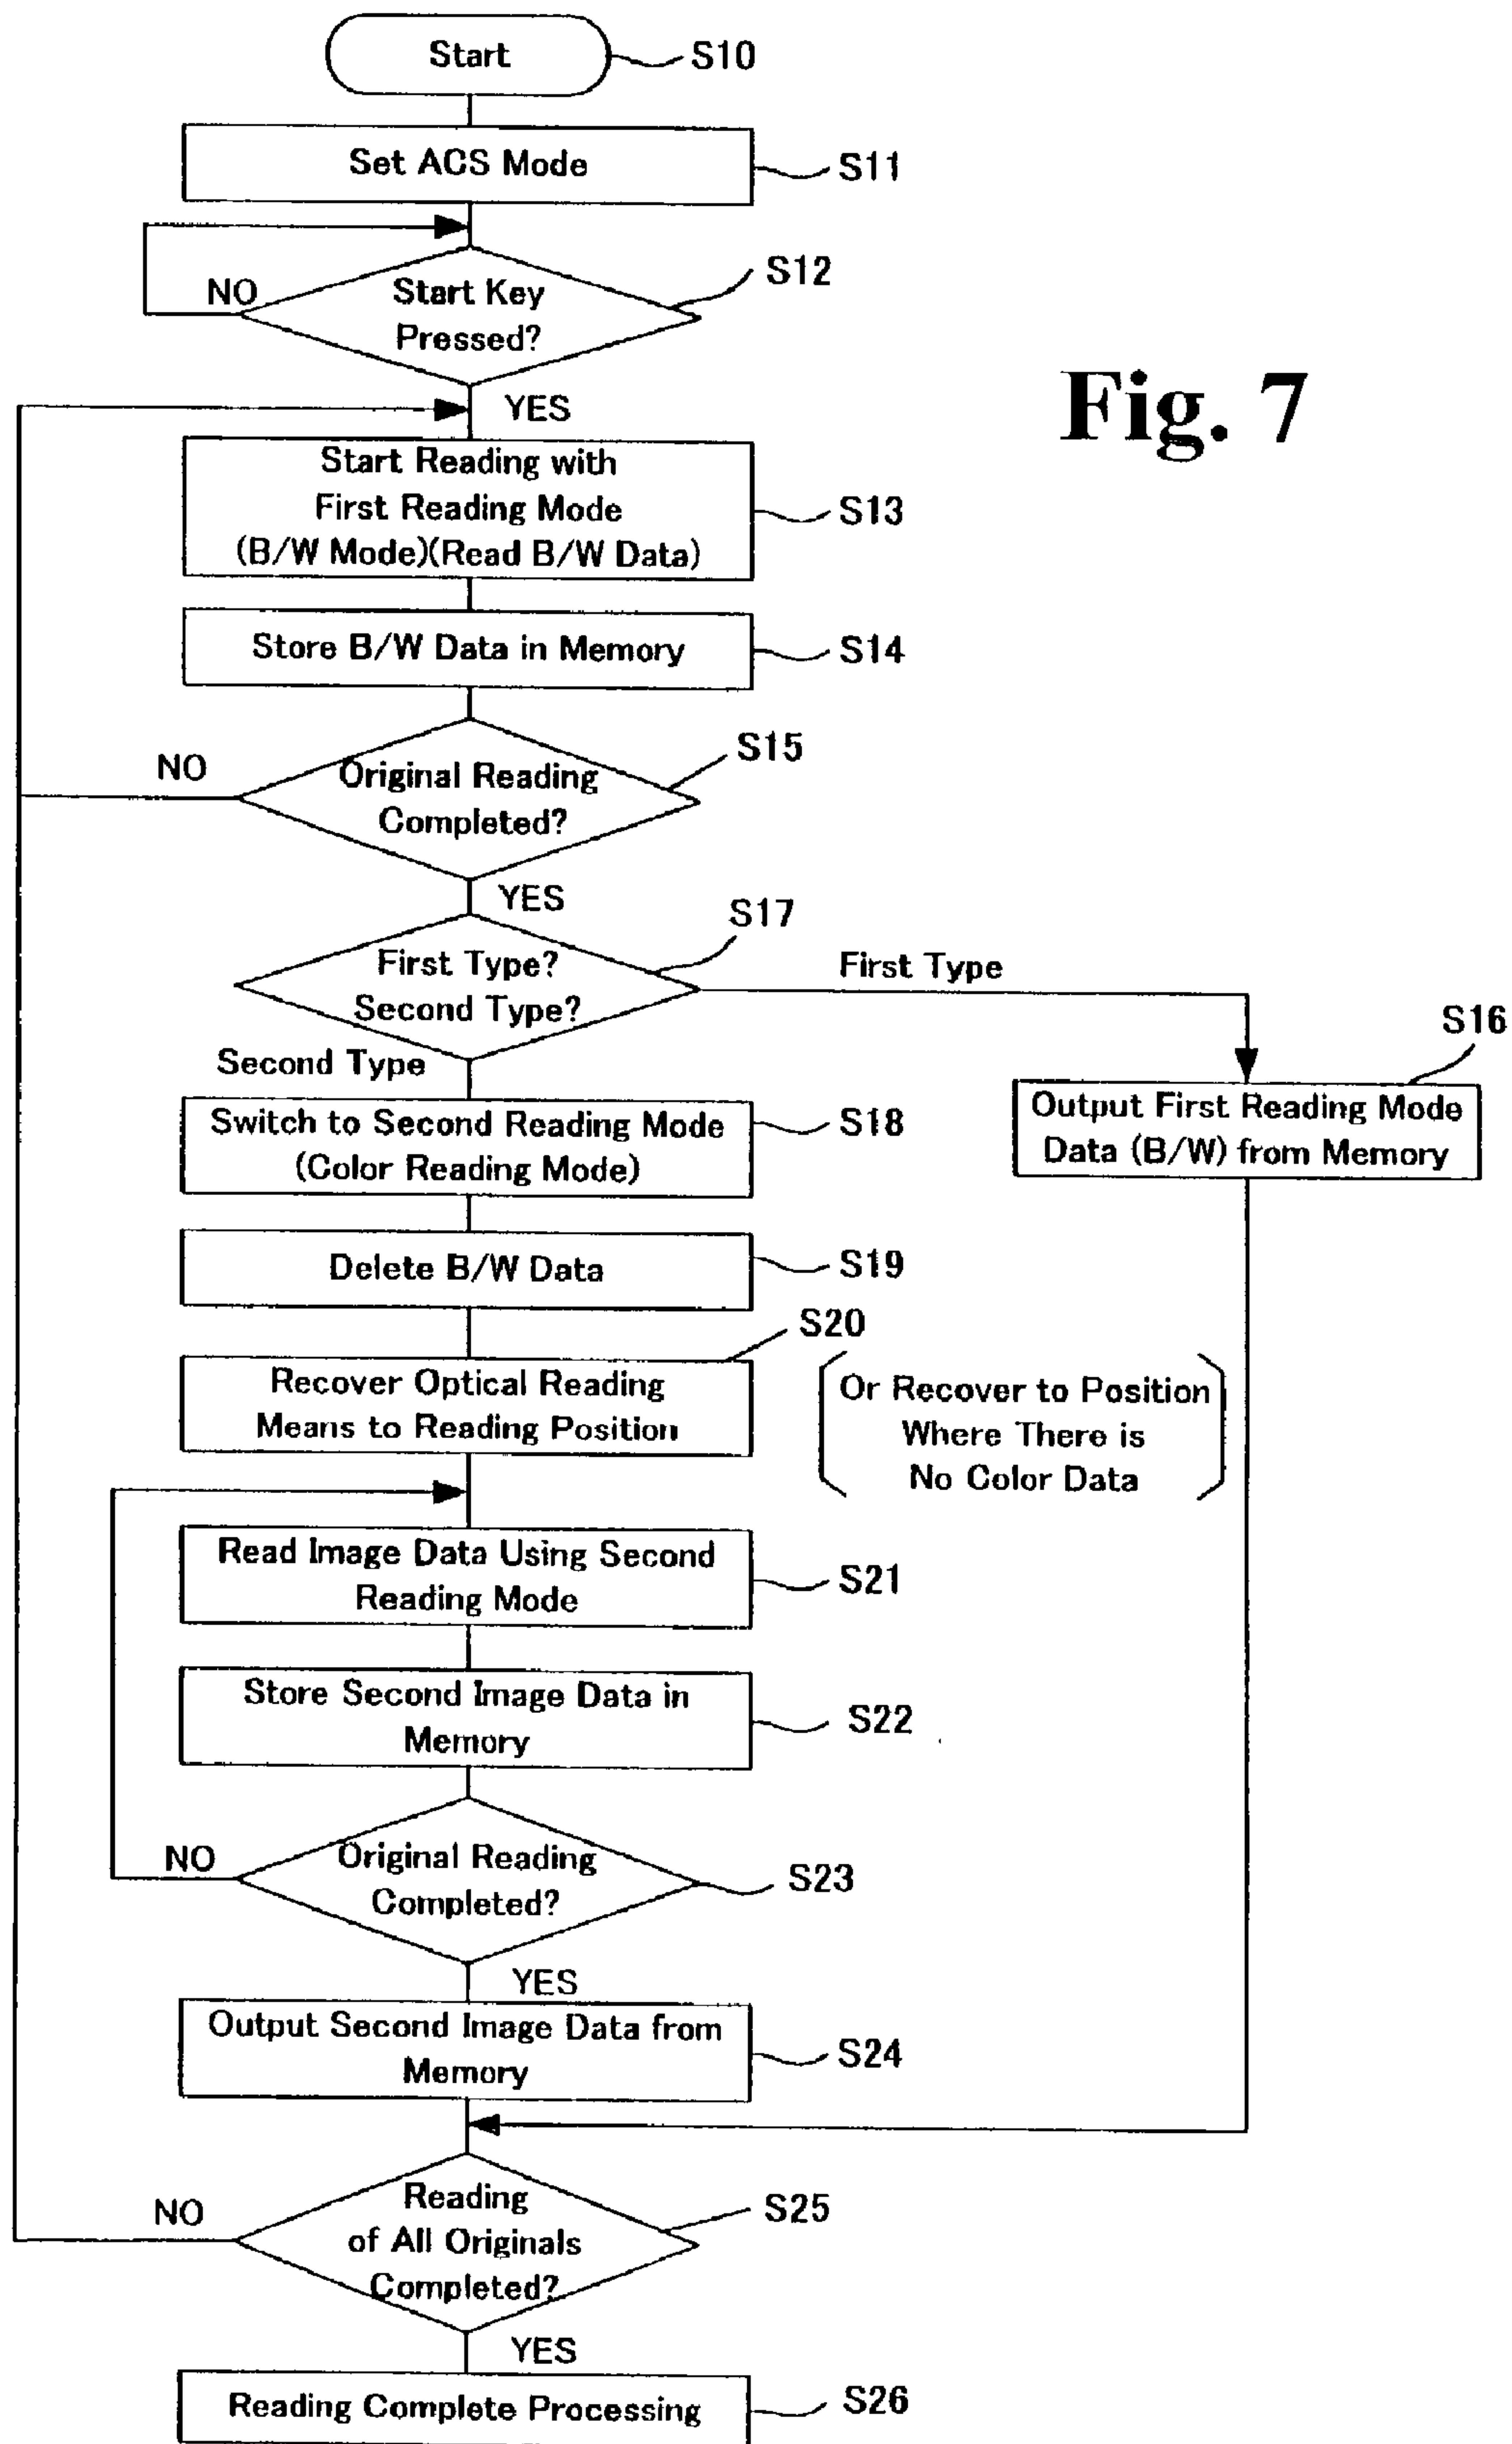 Start
S10
Set ACS Mode
S11
S12
NO
Start Key
Pressed?
Fig. 7
YES
Start Reading with
First Reading Mode
(B/W Mode)(Read B/W Data)
S13
Store B/W Data in Memory
S14
S15
NO
Original Reading
Completed?
YES
S17
First Type?
Second Type?
First Type
S16
Second Type
Output First Reading Mode
Data (B/W) from Memory
Switch to Second Reading Mode
(Color Reading Mode)
S18
Delete B/W Data
S19
S20
Recover Optical Reading
Means to Reading Position
Or Recover to Position
Where There is
No Color Data
Read Image Data Using Second
Reading Mode
S21
Store Second Image Data in
Memory
S22
NO
Original Reading
Completed?
S23
YES
Output Second Image Data from
Memory
S24
NO
Reading
of All Originals
Completed?
S25
YES
Reading Complete Processing
S26